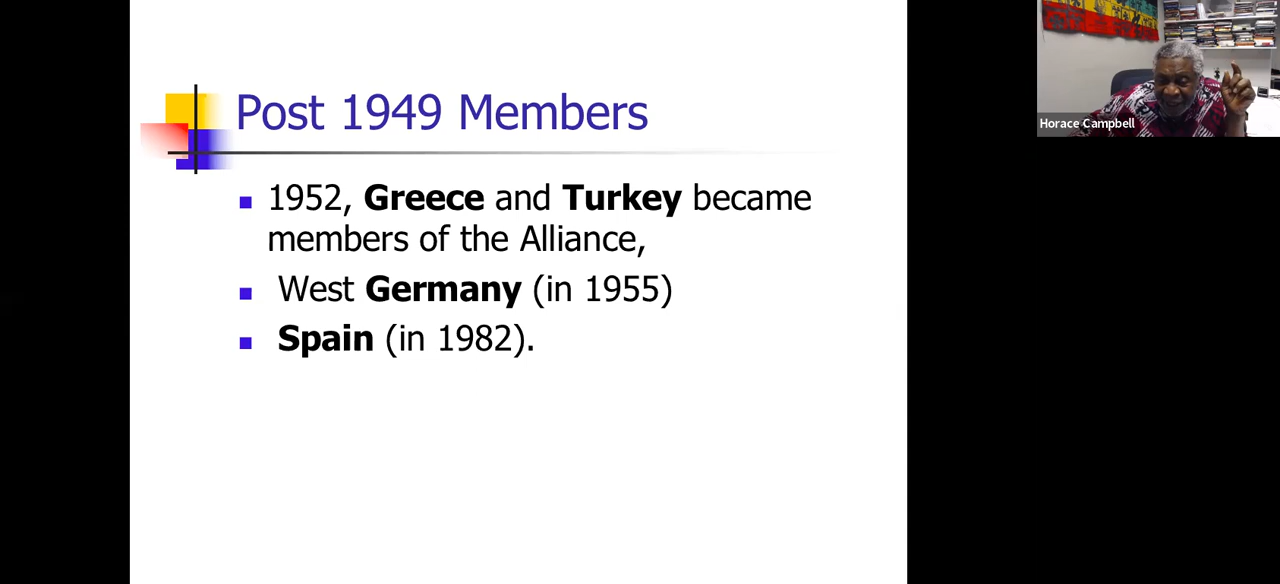 Post 1949 Members
1952, Greece and Turkey became
members of the Alliance,
West Germany (in 1955)
Spain (in 1982).
Horace Campbell